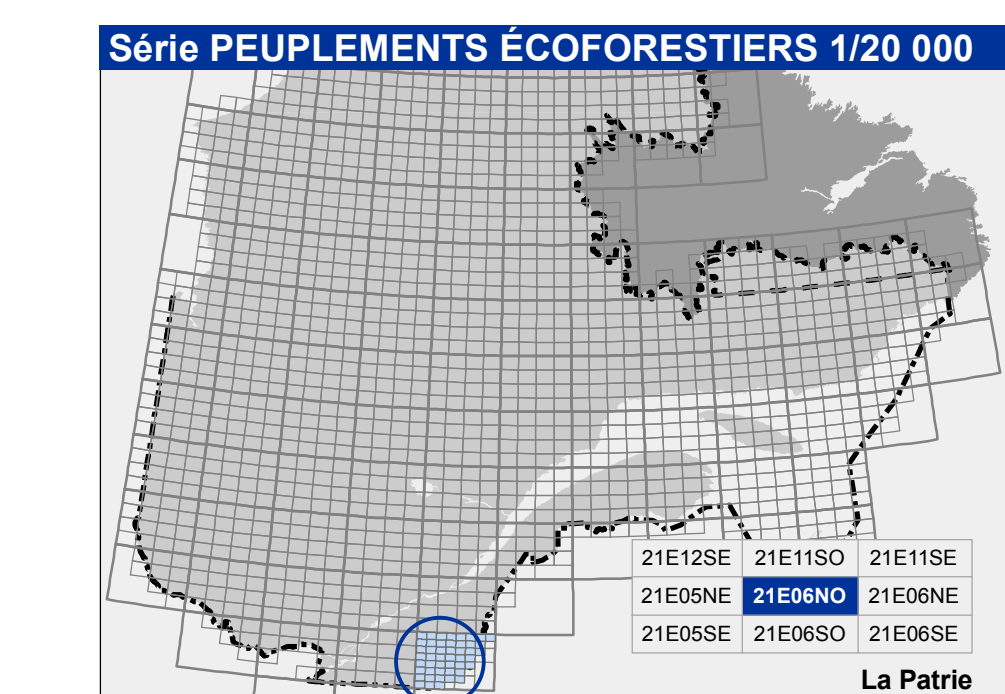 Série PEUPLEMENTS ÉCOFORESTIERS 1/20 000
21E12SE 21E11SO 21E11SE
21E05NE 21E06NO 21E06NE
21E05SE 21E06SO 21E06SE
La Patrie